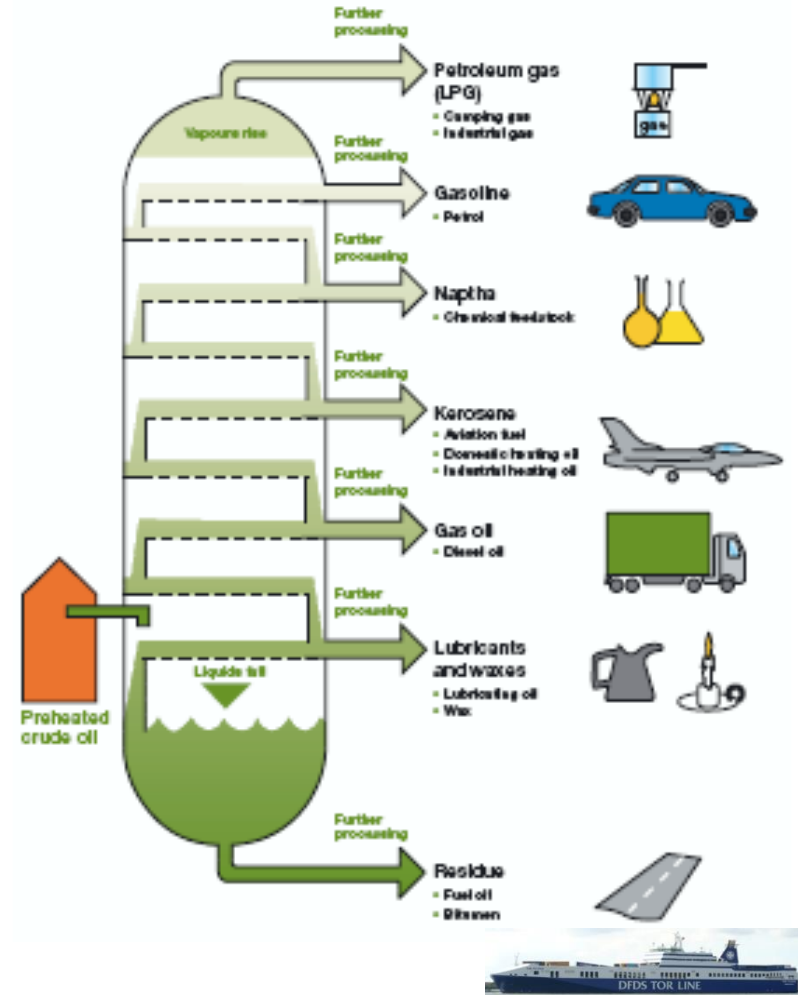 Further
processing
Petroleum gas
(LPG)
Camping gas
Industrial gas
Vapours rise
Further
processing
Gasoline
Petrol
Further
processing
Naptha
Chemical feedstock
Further
processing
Kerosene
Aviation fuel
Domestic heating oil
Industrial heating oil
Further
processing
Gas oil
Diesel oil
Further
processing
Lubricants
and waxes
Lubricating oil
Wax
Liquids fall
Preheated
crude oil
Further
processing
Residue
Fuel oil
Bitumen
gas
DFDS TOR LINE